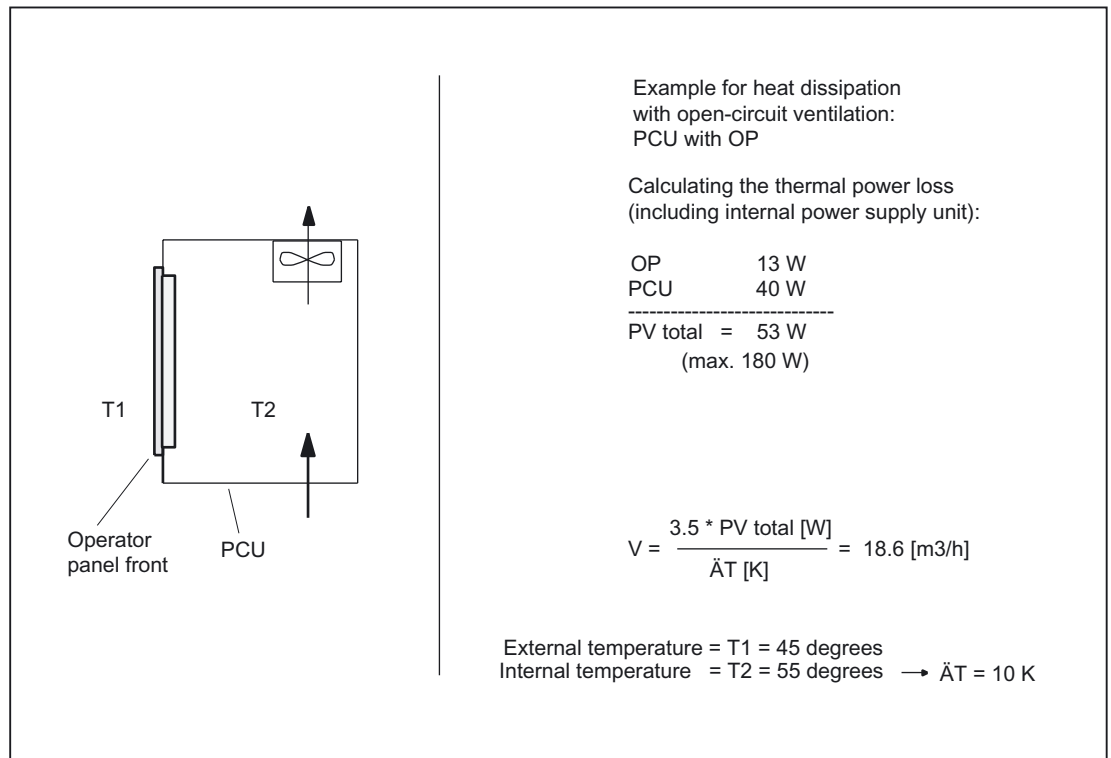 Example for heat dissipation
with open-circuit ventilation:
PCU with OP
Calculating the thermal power loss
(including internal power supply unit):
OP 13 W
PCU 40 W
-----------------------------
PV total = 53 W
(max. 180 W)
T1
T2
Operator
panel front
PCU
V = 3.5 * PV total [W]
ÄT [K]
= 18.6 [m3/h]
External temperature = T1 = 45 degrees
Internal temperature = T2 = 55 degrees → ÄT = 10 K